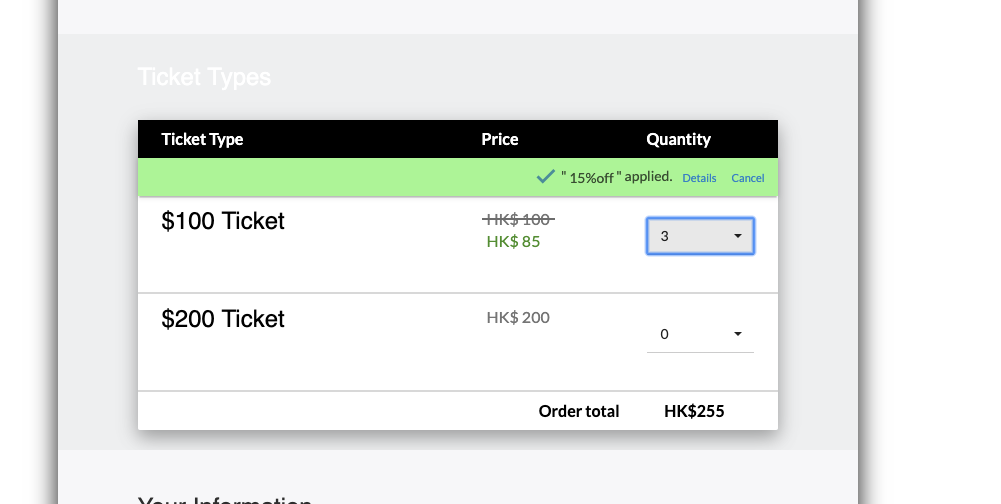 Ticket Types
Ticket Type Price Quantity
" 15%off " applied. Details Cancel
$100 Ticket HK$ 100
HK$ 85
3
$200 Ticket HK$ 200
0
Order total HK$255
Your Information